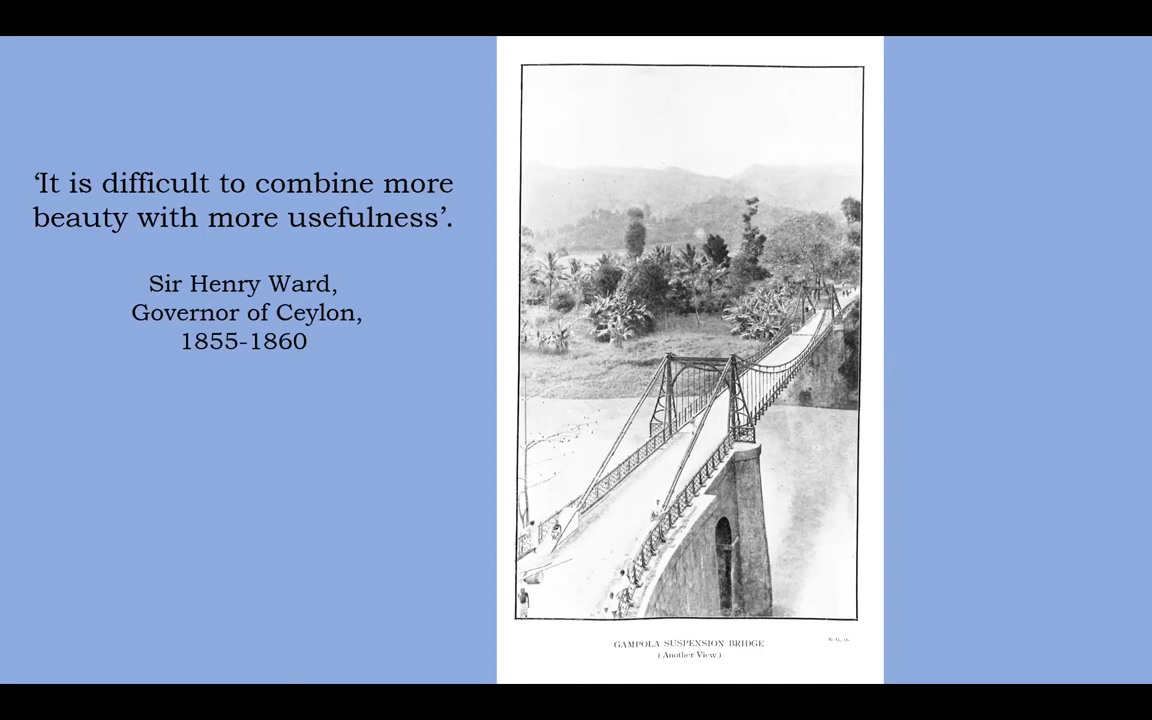 ‘It is difficult to combine more
beauty with more usefulness’.
Sir Henry Ward,
Governor of Ceylon,
1855-1860
GAMPOLA SUSPENSION BRIDGE
( Another View )